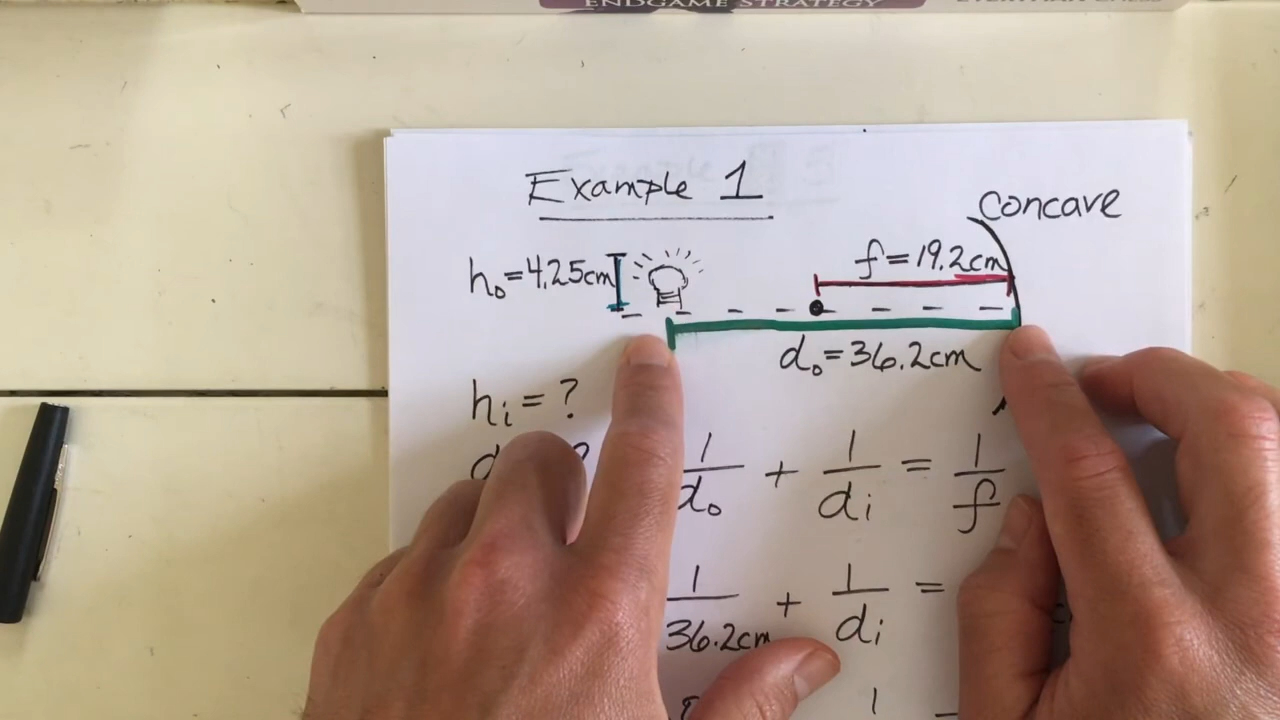 ENDGAME STRATEGY
Example 1
concave
h₀=4.25cm
f=19.2cm
d₀=36.2cm
hᵢ=?
1/d₀ + 1/dᵢ = 1/f
1/36.2cm + 1/dᵢ =